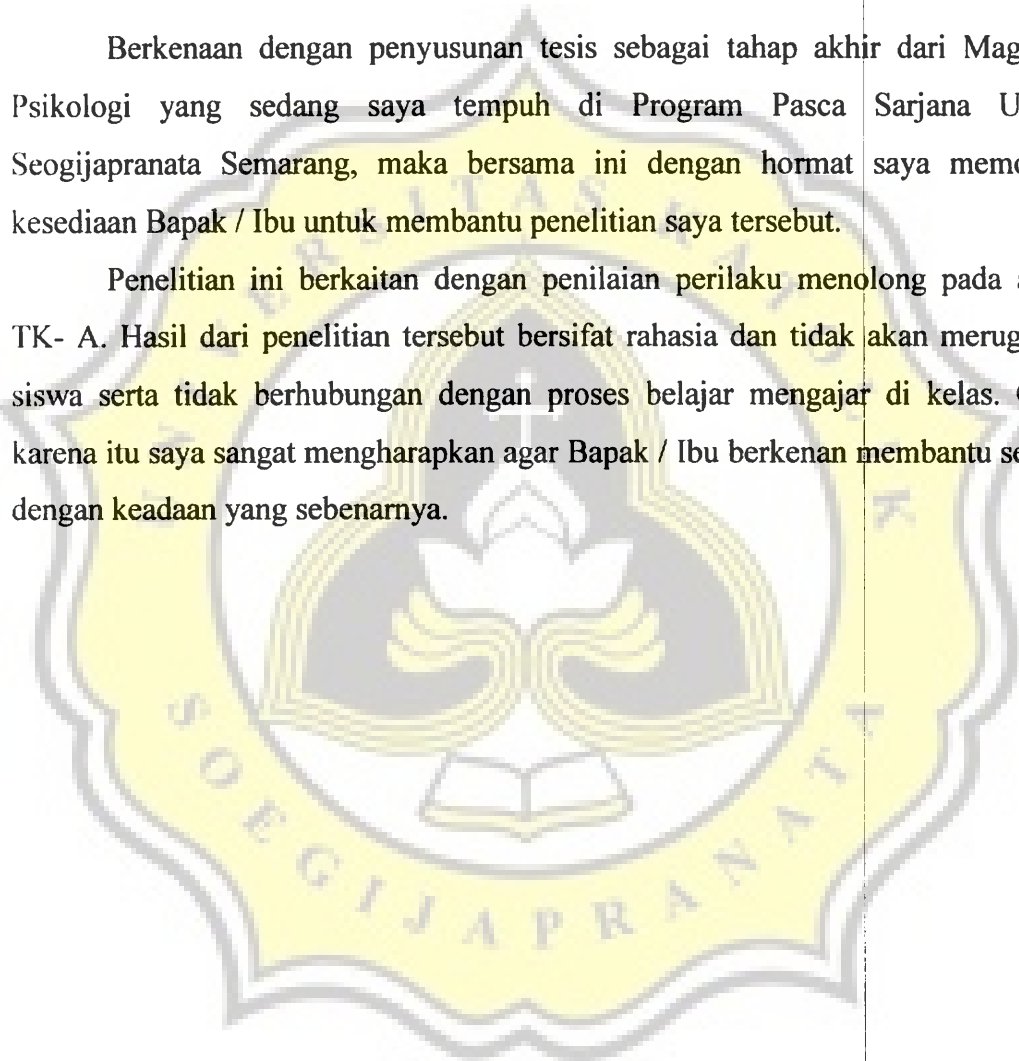 Berkenaan dengan penyusunan tesis sebagai tahap akhir dari Mag
Psikologi yang sedang saya tempuh di Program Pasca Sarjana U
Seogijapranata Semarang, maka bersama ini dengan hormat saya memo
kesediaan Bapak / Ibu untuk membantu penelitian saya tersebut.
Penelitian ini berkaitan dengan penilaian perilaku menolong pada
TK- A. Hasil dari penelitian tersebut bersifat rahasia dan tidak akan merug
siswa serta tidak berhubungan dengan proses belajar mengajar di kelas.
karena itu saya sangat mengharapkan agar Bapak / Ibu berkenan membantu se
dengan keadaan yang sebenarnya.
UNIVERSITAS KATOLIK
SOEGIJAPRANATA